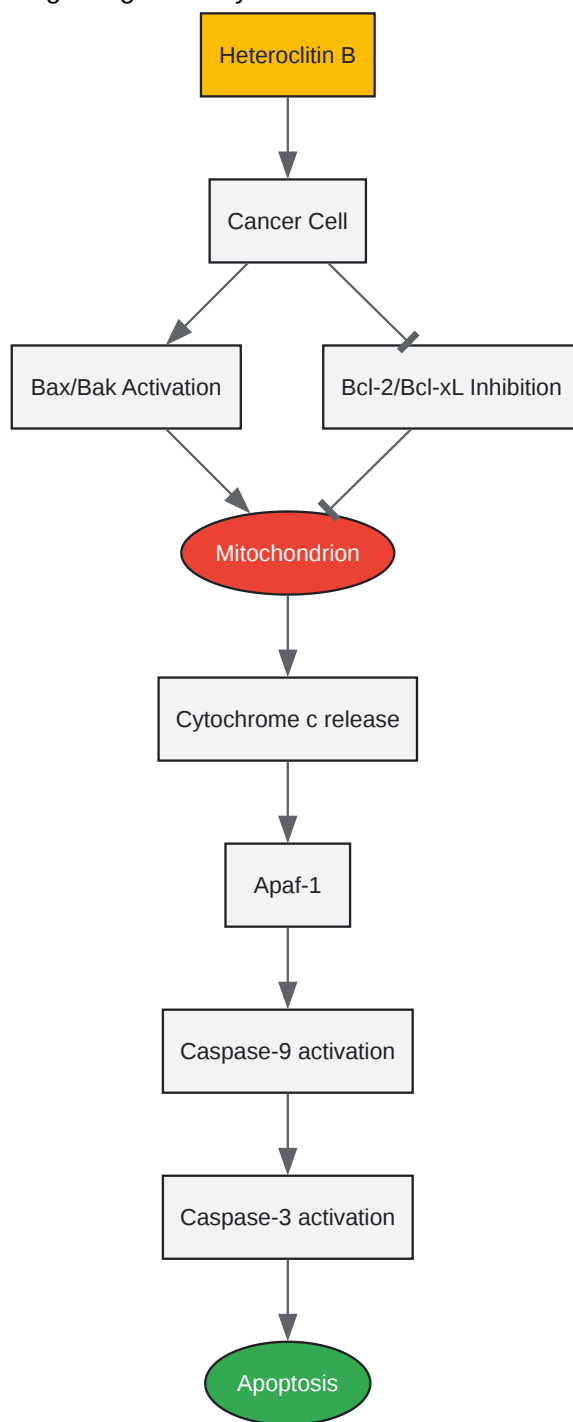 Heteroclitin B
Cancer Cell
Bax/Bak Activation
Bcl-2/Bcl-xL Inhibition
Mitochondrion
Cytochrome c release
Apaf-1
Caspase-9 activation
Caspase-3 activation
Apoptosis